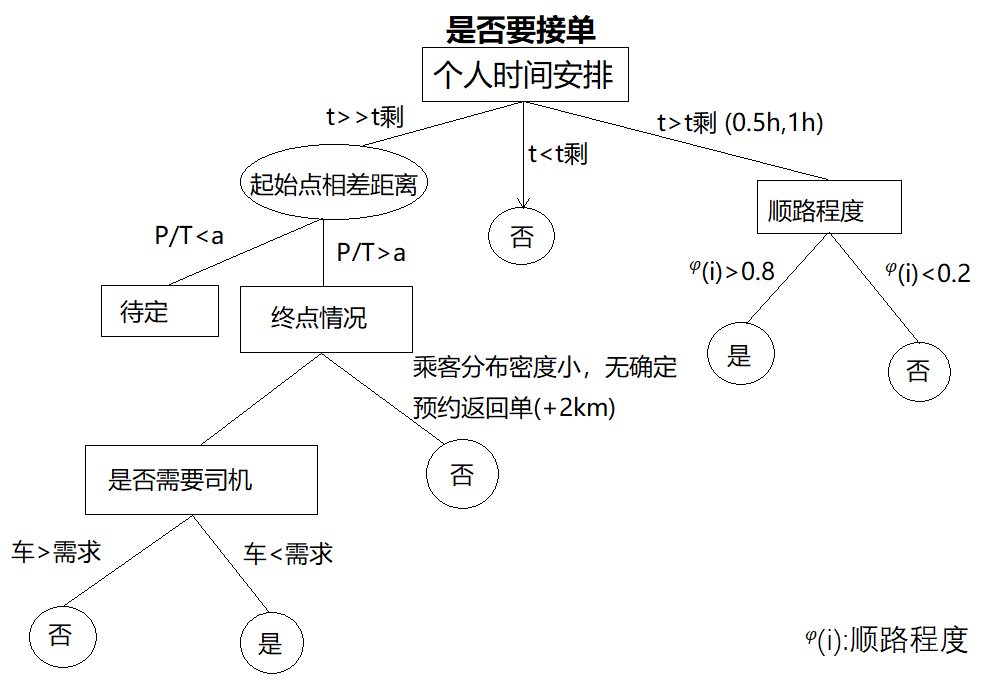 是否要接单
个人时间安排
t>>t剩
t<t剩
t>t剩 (0.5h,1h)
起始点相差距离
否
顺路程度
P/T<a
P/T>a
φ(i)>0.8
φ(i)<0.2
待定
终点情况
是
否
乘客分布密度小，无确定
预约返回单(+2km)
是否需要司机
否
车>需求
车<需求
否
是
φ(i):顺路程度